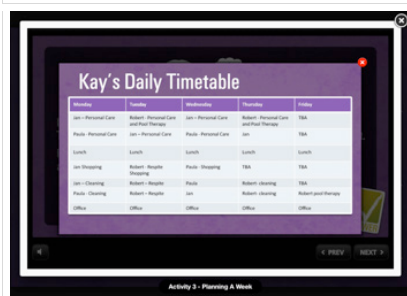 Kay's Daily Timetable
Monday Tuesday Wednesday Thursday Friday
Jan – Personal Care Robert - Personal Care and Pool Therapy Jan – Personal Care Robert - Personal Care and Pool Therapy TBA
Paula - Personal Care Jan – Personal Care Paula - Personal Care Jan TBA
Lunch Lunch Lunch Lunch Lunch
Jan Shopping Robert - Respite Shopping Paula - Shopping TBA TBA
Jan – Cleaning Robert – Respite Paula Robert cleaning TBA
Paula - Cleaning Robert – Respite Jan Robert cleaning Robert pool therapy
Office Office Office Office Office
< PREV NEXT >
Activity 3 - Planning A Week